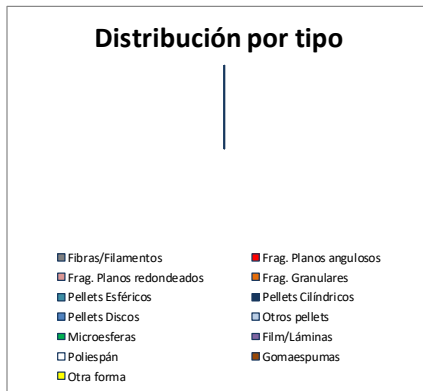 Distribución por tipo
Fibras/Filamentos
Frag. Planos angulosos
Frag. Planos redondeados
Frag. Granulares
Pellets Esféricos
Pellets Cilíndricos
Pellets Discos
Otros pellets
Microesferas
Film/Láminas
Poliespán
Gomaespumas
Otra forma